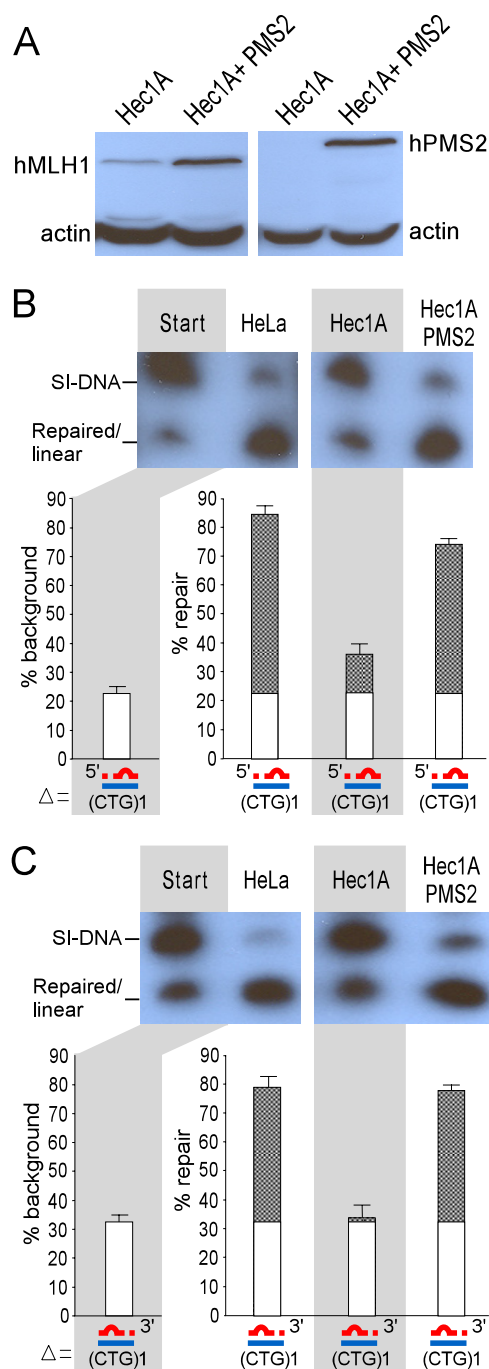 A
Hec1A
Hec1A+ PMS2
Hec1A
Hec1A+ PMS2
hMLH1
hPMS2
actin
actin
B
Start
HeLa
Hec1A
Hec1A
PMS2
SI-DNA
Repaired/
linear
% background
90
80
70
60
50
40
30
20
10
0
% repair
90
80
70
60
50
40
30
20
10
0
5'
5'
5'
5'
△ =
(CTG)1
(CTG)1
(CTG)1
(CTG)1
C
Start
HeLa
Hec1A
Hec1A
PMS2
SI-DNA
Repaired/
linear
% background
90
80
70
60
50
40
30
20
10
0
% repair
90
80
70
60
50
40
30
20
10
0
3'
3'
3'
3'
△ =
(CTG)1
(CTG)1
(CTG)1
(CTG)1